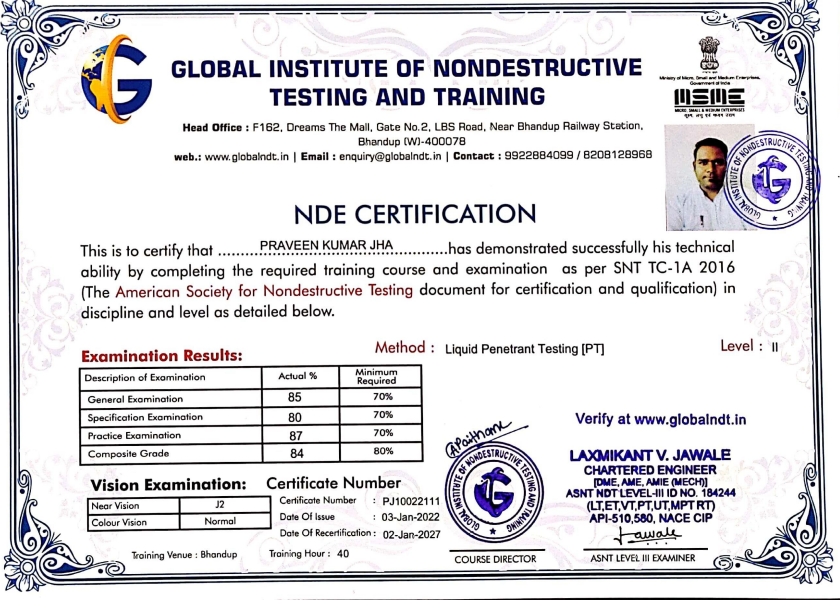 GLOBAL INSTITUTE OF NONDESTRUCTIVE
TESTING AND TRAINING
Head Office : F162, Dreams The Mall, Gate No.2, LBS Road, Near Bhandup Railway Station,
Bhandup (W)-400078
web.: www.globalndt.in | Email : enquiry@globalndt.in | Contact : 9922884099 / 8208128968
Ministry of Micro, Small and Medium Enterprises,
Government of India
MSME
MICRO, SMALL & MEDIUM ENTERPRISES
GLOBAL INSTITUTE OF NONDESTRUCTIVE TESTING AND TRAINING
NDE CERTIFICATION
This is to certify that ........PRAVEEN KUMAR JHA........has demonstrated successfully his technical
ability by completing the required training course and examination as per SNT TC-1A 2016
(The American Society for Nondestructive Testing document for certification and qualification) in
discipline and level as detailed below.
Method : Liquid Penetrant Testing [PT] Level : II
Examination Results:
Description of Examination Actual % Minimum Required
General Examination 85 70%
Specification Examination 80 70%
Practice Examination 87 70%
Composite Grade 84 80%
Vision Examination:
Near Vision J2
Colour Vision Normal
Training Venue : Bhandup
Certificate Number
Certificate Number : PJ10022111
Date Of Issue : 03-Jan-2022
Date Of Recertification : 02-Jan-2027
Training Hour : 40
GLOBAL INSTITUTE OF NONDESTRUCTIVE TESTING AND TRAINING
COURSE DIRECTOR
Verify at www.globalndt.in
LAXMIKANT V. JAWALE
CHARTERED ENGINEER
[DME, AME, AMIE (MECH)]
ASNT NDT LEVEL-III ID NO. 184244
(LT,ET,VT,PT,UT,MPT RT)
API-510,580, NACE CIP
Jawale
ASNT LEVEL III EXAMINER